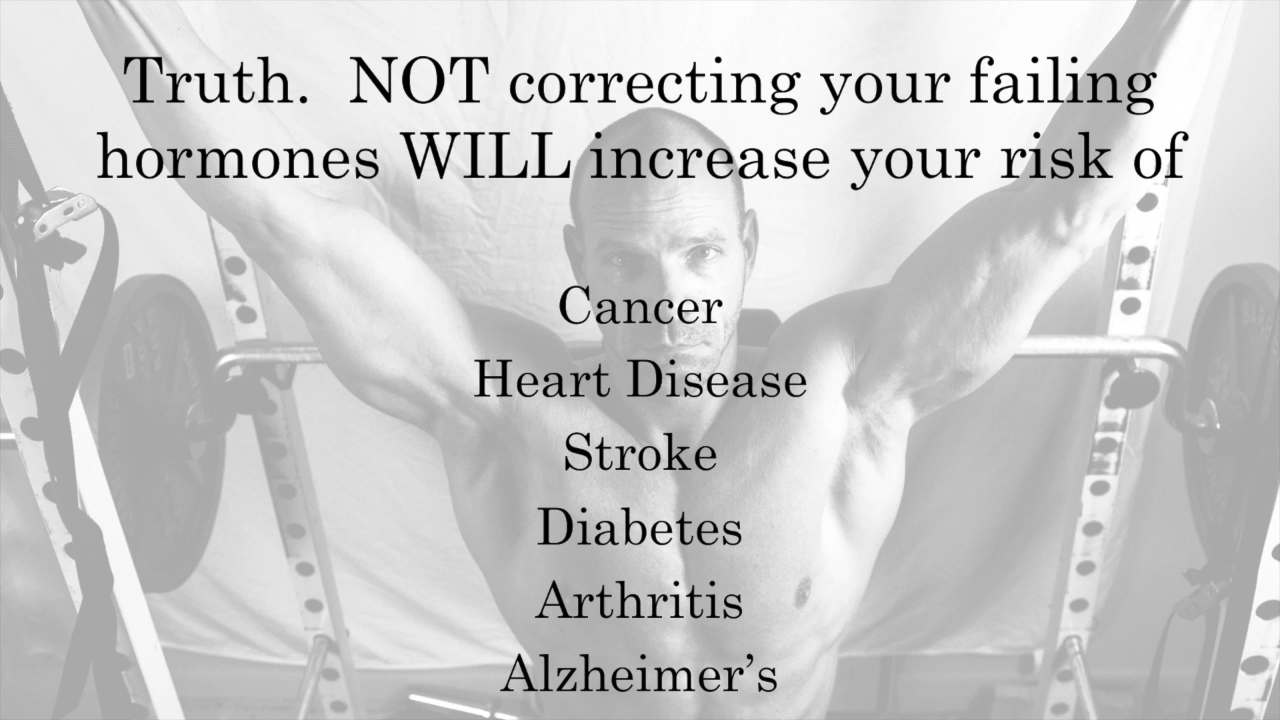 Truth.  NOT correcting your failing
hormones WILL increase your risk of
Cancer
Heart Disease
Stroke
Diabetes
Arthritis
Alzheimer’s